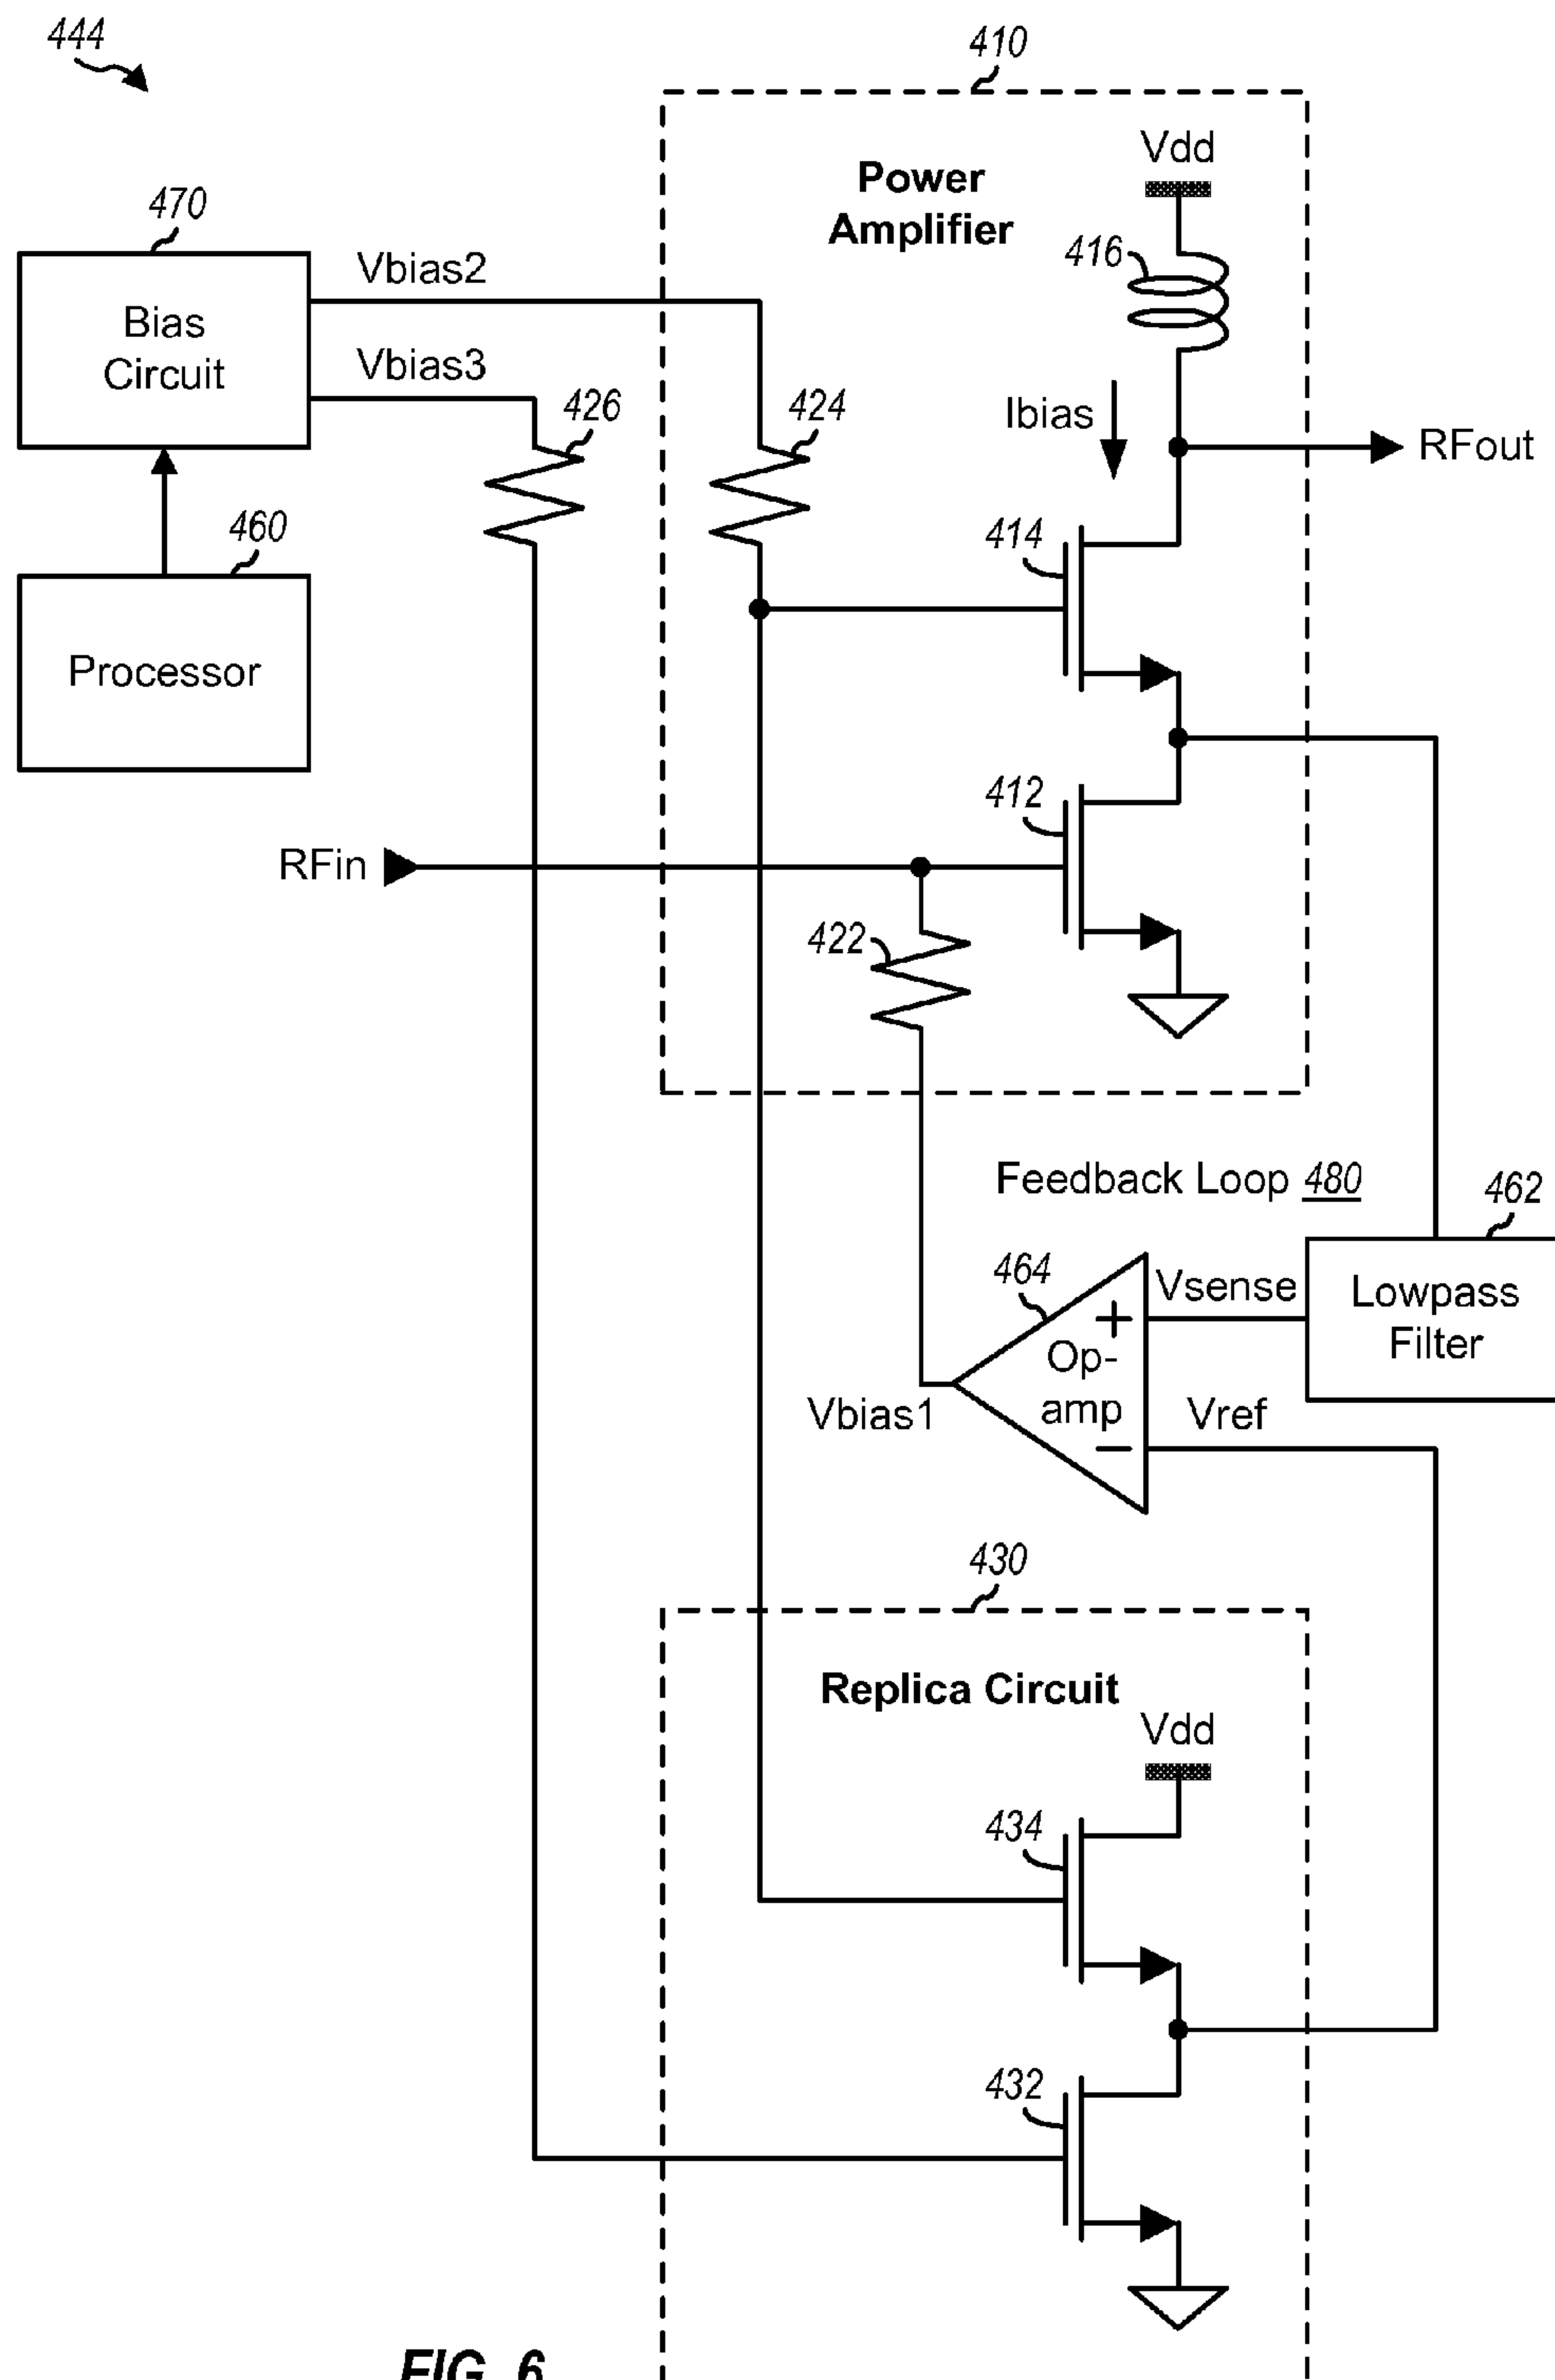 444
410
Power
Amplifier
Vdd
416
470
Bias
Circuit
Vbias2
Vbias3
426
424
Ibias
RFout
460
Processor
414
412
RFin
422
Feedback Loop 480
462
Lowpass
Filter
464
Vsense
+
Op-
amp
Vref
−
Vbias1
430
Replica Circuit
Vdd
434
432
FIG. 6